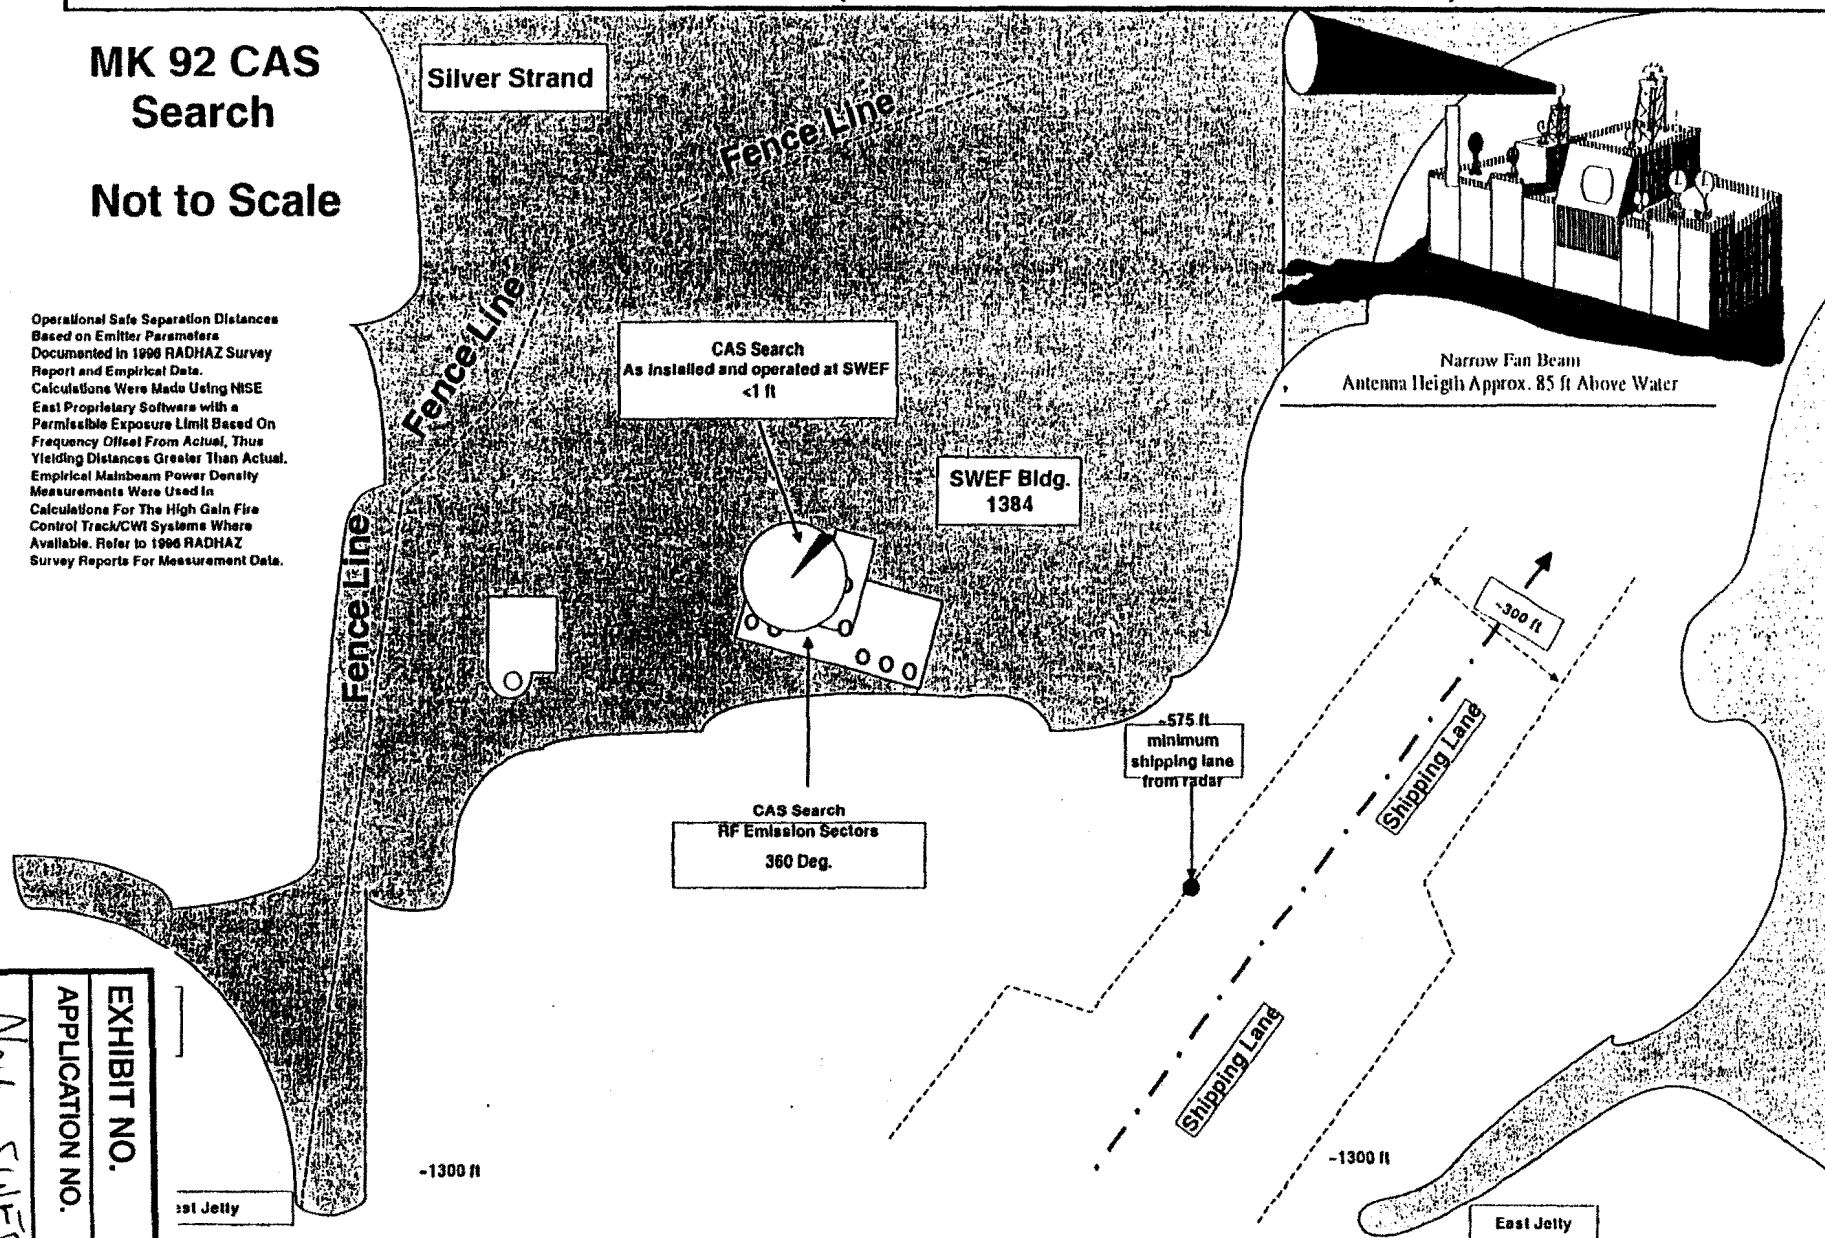 MK 92 CAS
Search
Not to Scale
Operational Safe Separation Distances
Based on Emitter Parameters
Documented in 1996 RADHAZ Survey
Report and Empirical Data.
Calculations Were Made Using NISE
East Proprietary Software with a
Permissible Exposure Limit Based On
Frequency Offset From Actual, Thus
Yielding Distances Greater Than Actual.
Empirical Mainbeam Power Density
Measurements Were Used in
Calculations For The High Gain Fire
Control Track/CWI Systems Where
Available. Refer to 1996 RADHAZ
Survey Reports For Measurement Data.
Silver Strand
Fence Line
Fence Line
Fence Line
Narrow Fan Beam
Antenna Heigth Approx. 85 ft Above Water
CAS Search
As installed and operated at SWEF
<1 ft
SWEF Bldg.
1384
~300 ft
~575 ft
minimum
shipping lane
from radar
Shipping Lane
CAS Search
RF Emission Sectors
360 Deg.
Shipping Lane
~1300 ft
~1300 ft
est Jetty
East Jetty
EXHIBIT NO.
APPLICATION NO.